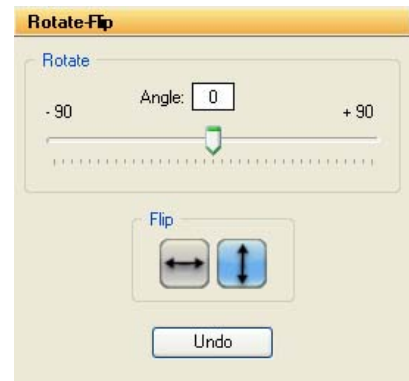 Rotate-Flip
Rotate
Angle: 0
- 90 + 90
Flip
Undo